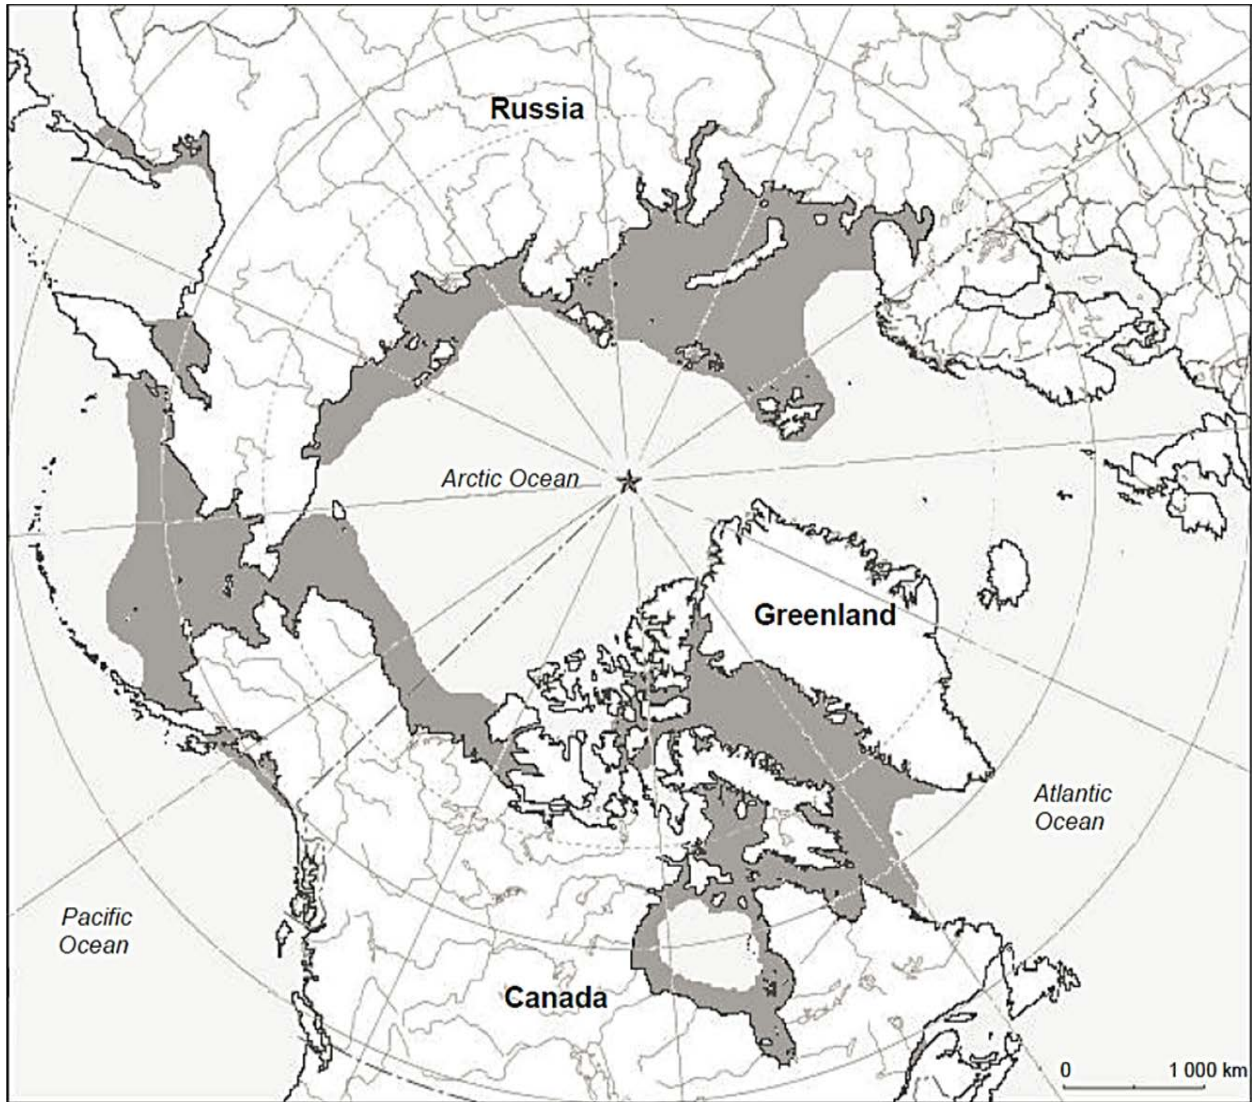 Russia
Arctic Ocean
Greenland
Atlantic
Ocean
Pacific
Ocean
Canada
0 1 000 km